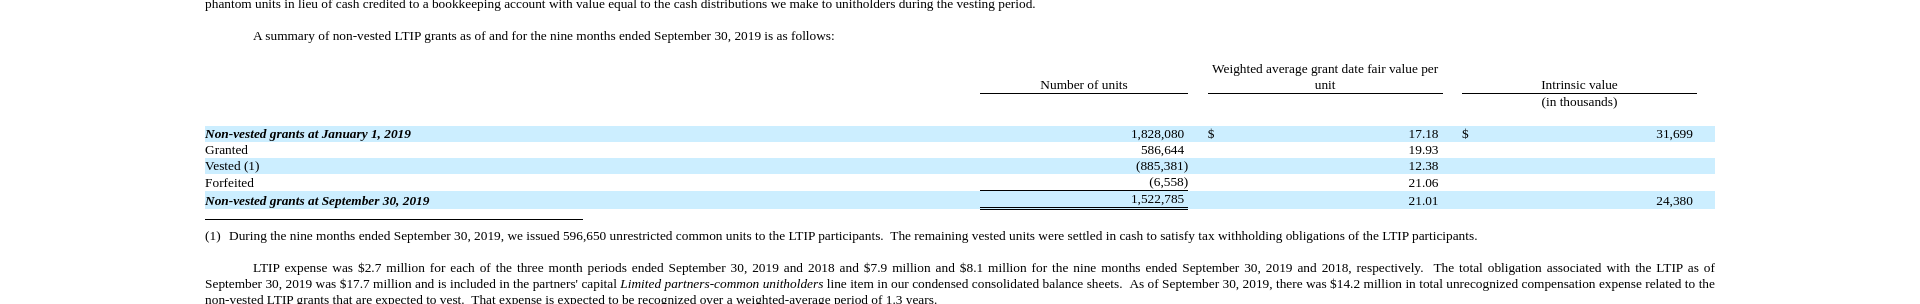 phantom units in lieu of cash credited to a bookkeeping account with value equal to the cash distributions we make to unitholders during the vesting period.
A summary of non-vested LTIP grants as of and for the nine months ended September 30, 2019 is as follows:
Number of units Weighted average grant date fair value per unit Intrinsic value
(in thousands)
Non-vested grants at January 1, 2019 1,828,080 $ 17.18 $ 31,699
Granted 586,644 19.93
Vested (1) (885,381) 12.38
Forfeited (6,558) 21.06
Non-vested grants at September 30, 2019 1,522,785 21.01 24,380
(1) During the nine months ended September 30, 2019, we issued 596,650 unrestricted common units to the LTIP participants. The remaining vested units were settled in cash to satisfy tax withholding obligations of the LTIP participants.
LTIP expense was $2.7 million for each of the three month periods ended September 30, 2019 and 2018 and $7.9 million and $8.1 million for the nine months ended September 30, 2019 and 2018, respectively. The total obligation associated with the LTIP as of
September 30, 2019 was $17.7 million and is included in the partners' capital Limited partners-common unitholders line item in our condensed consolidated balance sheets. As of September 30, 2019, there was $14.2 million in total unrecognized compensation expense related to the
non-vested LTIP grants that are expected to vest. That expense is expected to be recognized over a weighted-average period of 1.3 years.